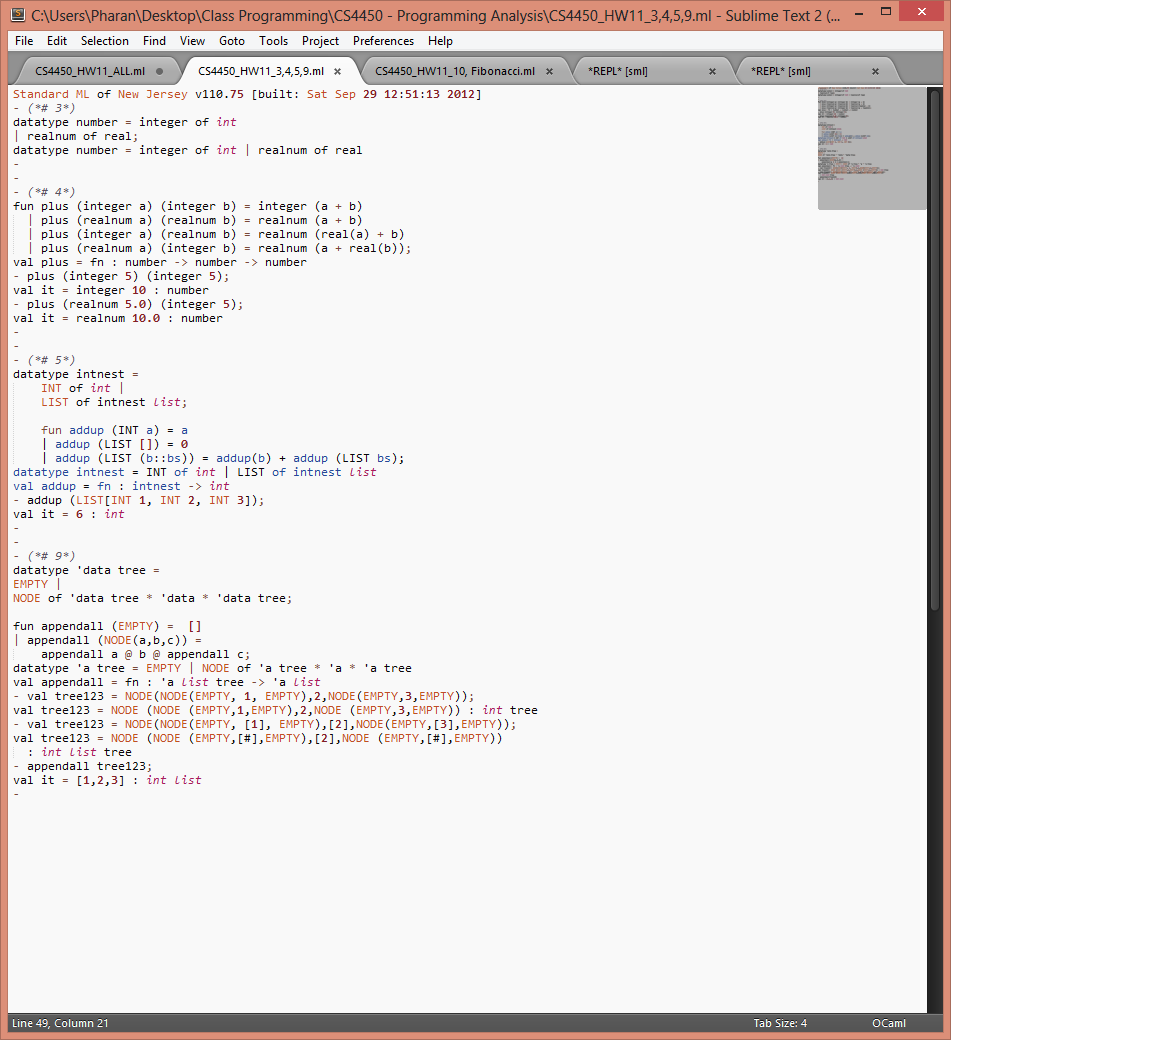 C:\Users\Pharan\Desktop\Class Programming\CS4450 - Programming Analysis\CS4450_HW11_3,4,5,9.ml - Sublime Text 2 (...
File Edit Selection Find View Goto Tools Project Preferences Help
CS4450_HW11_ALL.ml CS4450_HW11_3,4,5,9.ml CS4450_HW11_10, Fibonacci.ml *REPL* [sml] *REPL* [sml]
Standard ML of New Jersey v110.75 [built: Sat Sep 29 12:51:13 2012]
- (*# 3*)
datatype number = integer of int
| realnum of real;
datatype number = integer of int | realnum of real
-
-
- (*# 4*)
fun plus (integer a) (integer b) = integer (a + b)
  | plus (realnum a) (realnum b) = realnum (a + b)
  | plus (integer a) (realnum b) = realnum (real(a) + b)
  | plus (realnum a) (integer b) = realnum (a + real(b));
val plus = fn : number -> number -> number
- plus (integer 5) (integer 5);
val it = integer 10 : number
- plus (realnum 5.0) (integer 5);
val it = realnum 10.0 : number
-
-
- (*# 5*)
datatype intnest =
    INT of int |
    LIST of intnest list;
    fun addup (INT a) = a
    | addup (LIST []) = 0
    | addup (LIST (b::bs)) = addup(b) + addup (LIST bs);
datatype intnest = INT of int | LIST of intnest list
val addup = fn : intnest -> int
- addup (LIST[INT 1, INT 2, INT 3]);
val it = 6 : int
-
-
- (*# 9*)
datatype 'data tree =
EMPTY |
NODE of 'data tree * 'data * 'data tree;
fun appendall (EMPTY) =  []
| appendall (NODE(a,b,c)) =
    appendall a @ b @ appendall c;
datatype 'a tree = EMPTY | NODE of 'a tree * 'a * 'a tree
val appendall = fn : 'a list tree -> 'a list
- val tree123 = NODE(NODE(EMPTY, 1, EMPTY),2,NODE(EMPTY,3,EMPTY));
val tree123 = NODE (NODE (EMPTY,1,EMPTY),2,NODE (EMPTY,3,EMPTY)) : int tree
- val tree123 = NODE(NODE(EMPTY, [1], EMPTY),[2],NODE(EMPTY,[3],EMPTY));
val tree123 = NODE (NODE (EMPTY,[#],EMPTY),[2],NODE (EMPTY,[#],EMPTY))
  : int list tree
- appendall tree123;
val it = [1,2,3] : int list
-
Line 49, Column 21 Tab Size: 4 OCaml